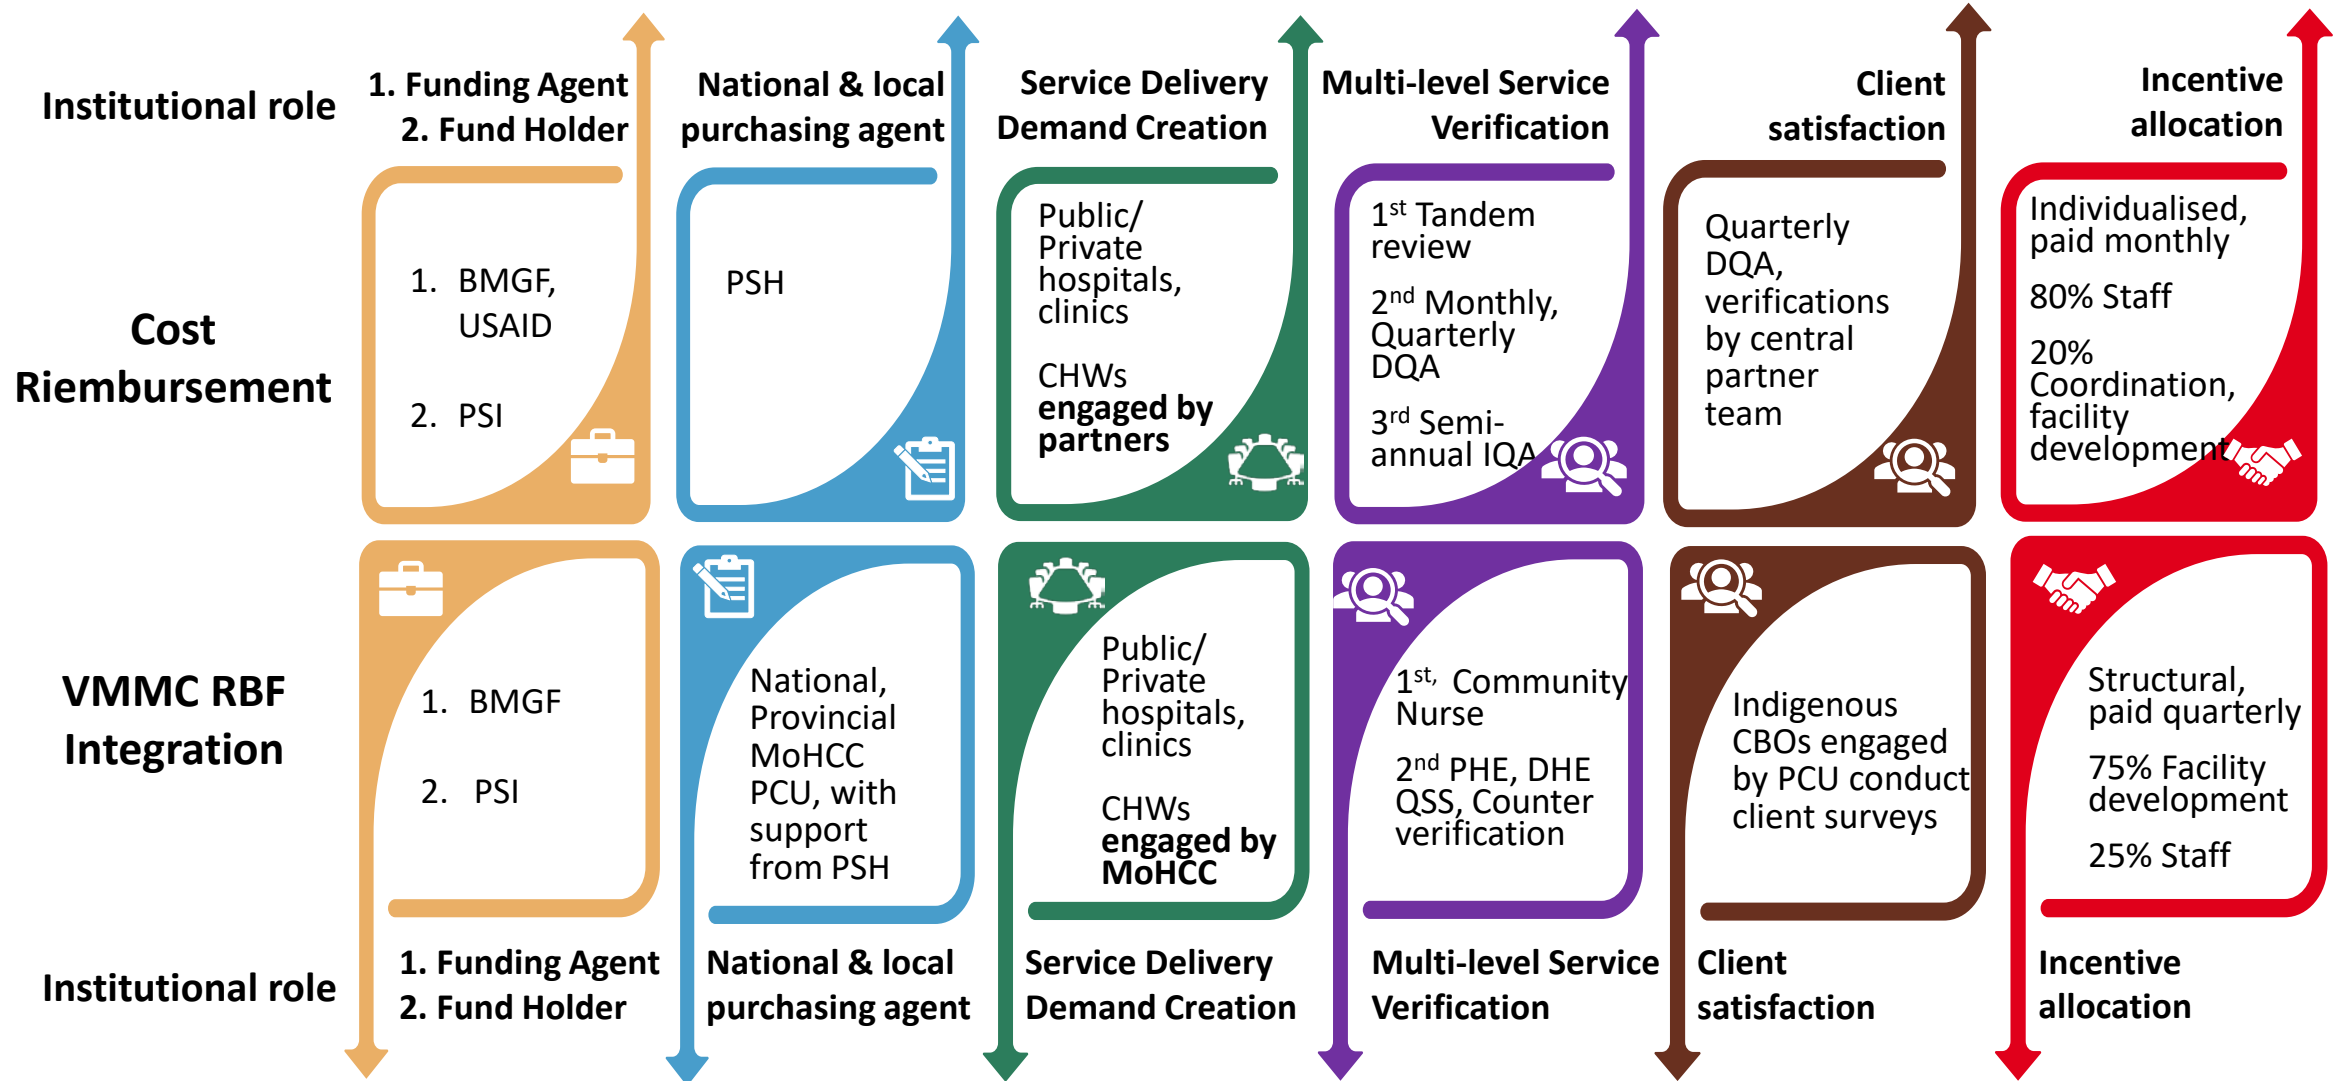 Institutional role
1. Funding Agent
2. Fund Holder
National & local
purchasing agent
Service Delivery
Demand Creation
Multi-level Service
Verification
Client
satisfaction
Incentive
allocation
Cost
Riembursement
1. BMGF,
USAID
2. PSI
PSH
Public/
Private
hospitals,
clinics
CHWs
engaged by
partners
1st Tandem
review
2nd Monthly,
Quarterly
DQA
3rd Semi-
annual IQA
Quarterly
DQA,
verifications
by central
partner
team
Individualised,
paid monthly
80% Staff
20%
Coordination,
facility
development
VMMC RBF
Integration
1. BMGF
2. PSI
National,
Provincial
MoHCC
PCU, with
support
from PSH
Public/
Private
hospitals,
clinics
CHWs
engaged by
MoHCC
1st, Community
Nurse
2nd PHE, DHE
QSS, Counter
verification
Indigenous
CBOs engaged
by PCU conduct
client surveys
Structural,
paid quarterly
75% Facility
development
25% Staff
Institutional role
1. Funding Agent
2. Fund Holder
National & local
purchasing agent
Service Delivery
Demand Creation
Multi-level Service
Verification
Client
satisfaction
Incentive
allocation